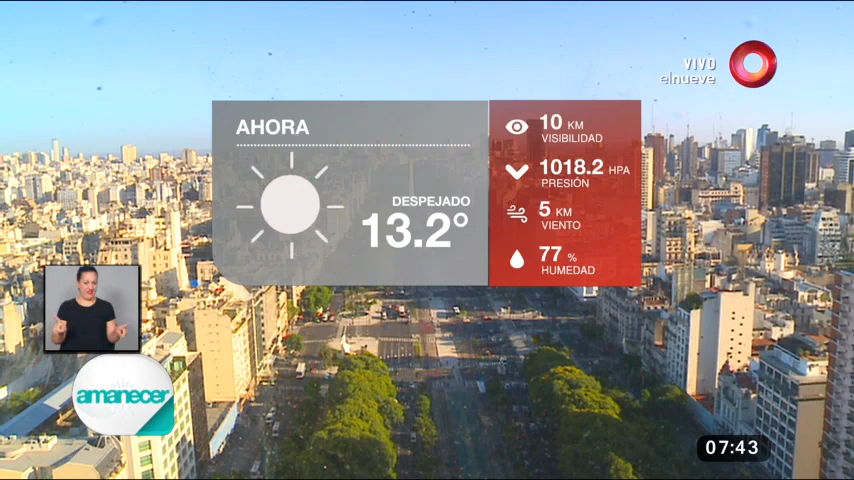 VIVO
elnueve
AHORA
DESPEJADO
13.2°
10 KM
VISIBILIDAD
1018.2 HPA
PRESIÓN
5 KM
VIENTO
77 %
HUMEDAD
amanecer
07:43